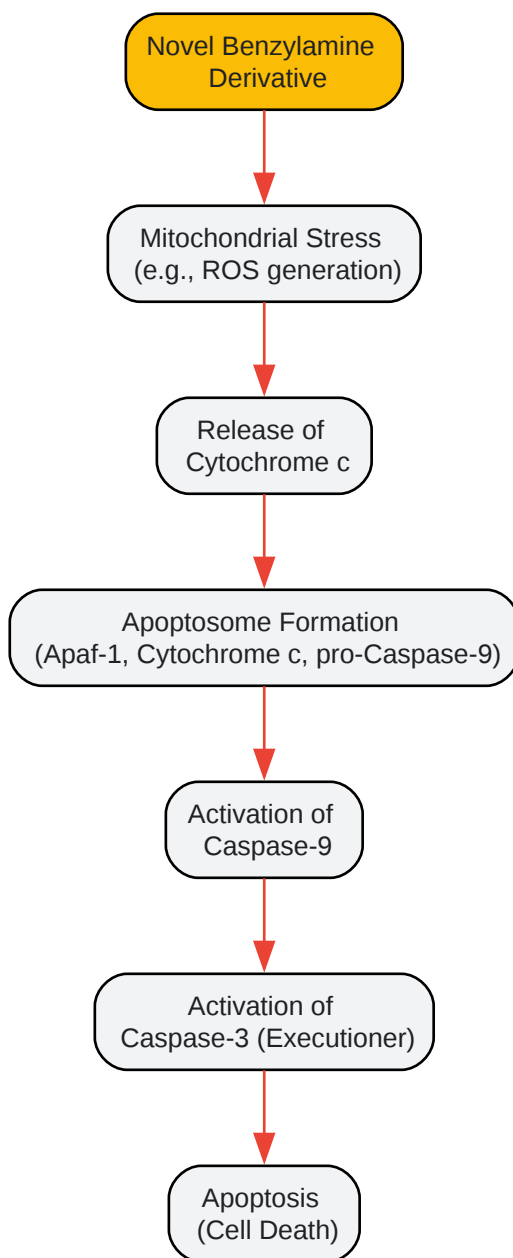 Novel Benzylamine
Derivative
Mitochondrial Stress
(e.g., ROS generation)
Release of
Cytochrome c
Apoptosome Formation
(Apaf-1, Cytochrome c, pro-Caspase-9)
Activation of
Caspase-9
Activation of
Caspase-3 (Executioner)
Apoptosis
(Cell Death)